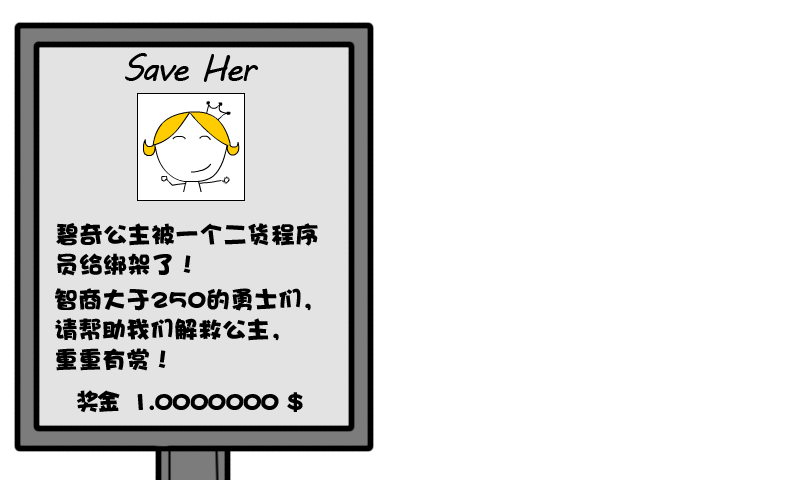 Save Her
碧奇公主被一个二货程序
员给绑架了！
智商大于250的勇士们，
请帮助我们解救公主，
重重有赏！
奖金 1.0000000 $